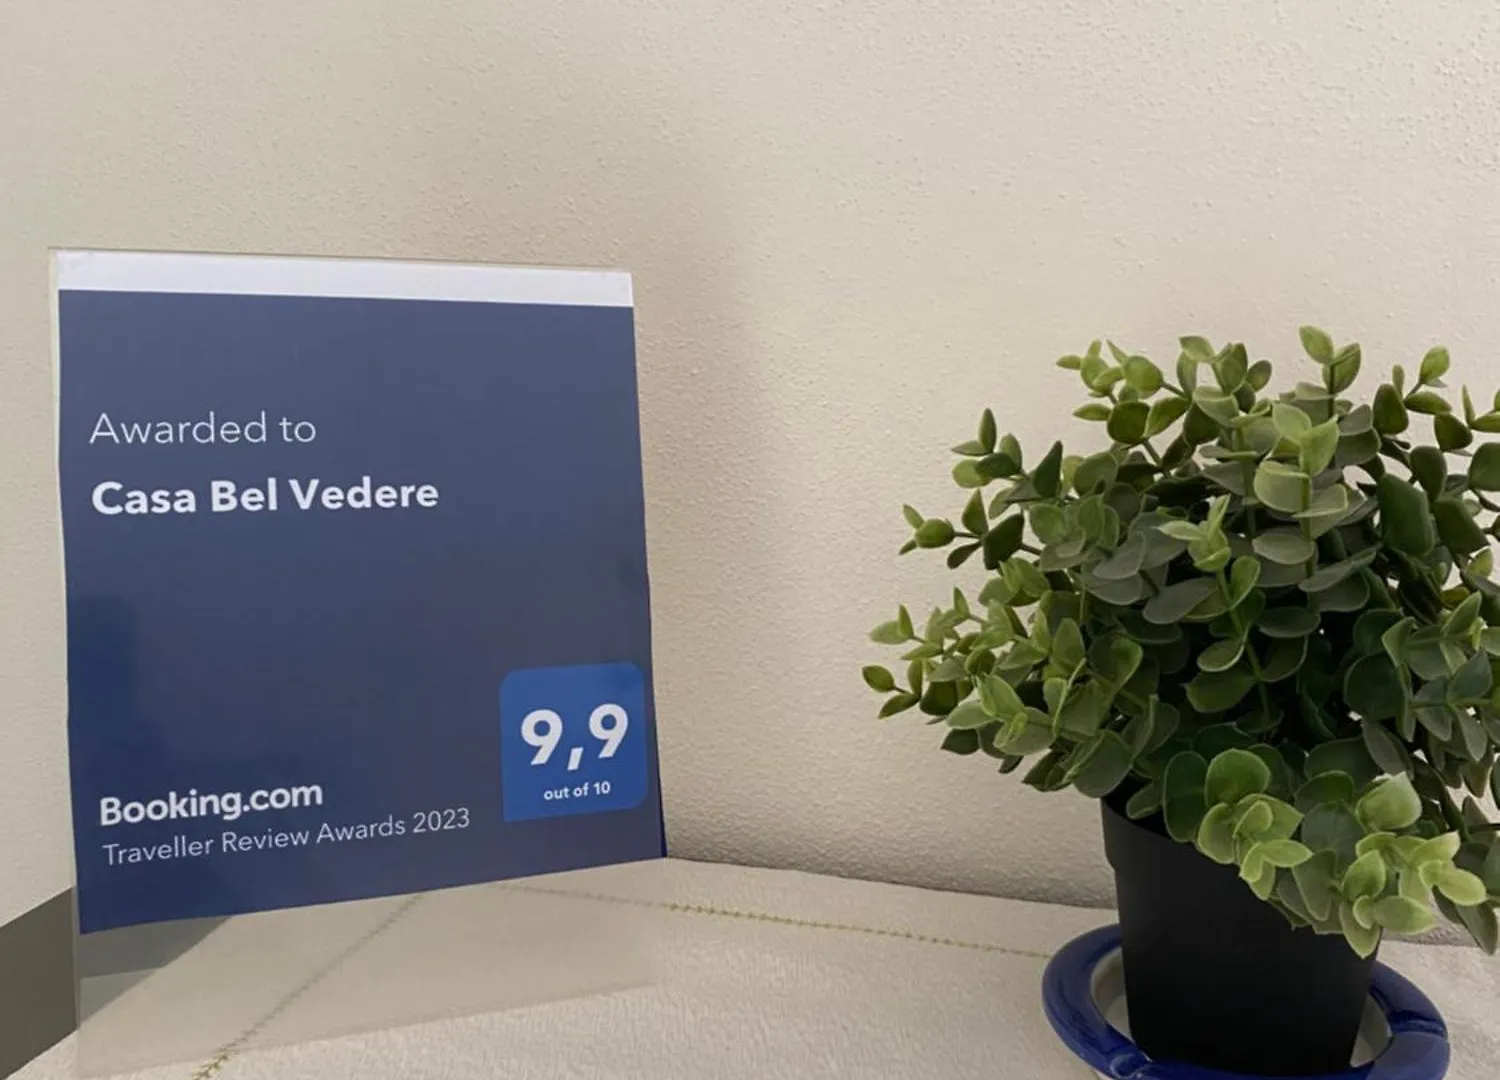 Awarded to
Casa Bel Vedere
9,9
out of 10
Booking.com
Traveller Review Awards 2023